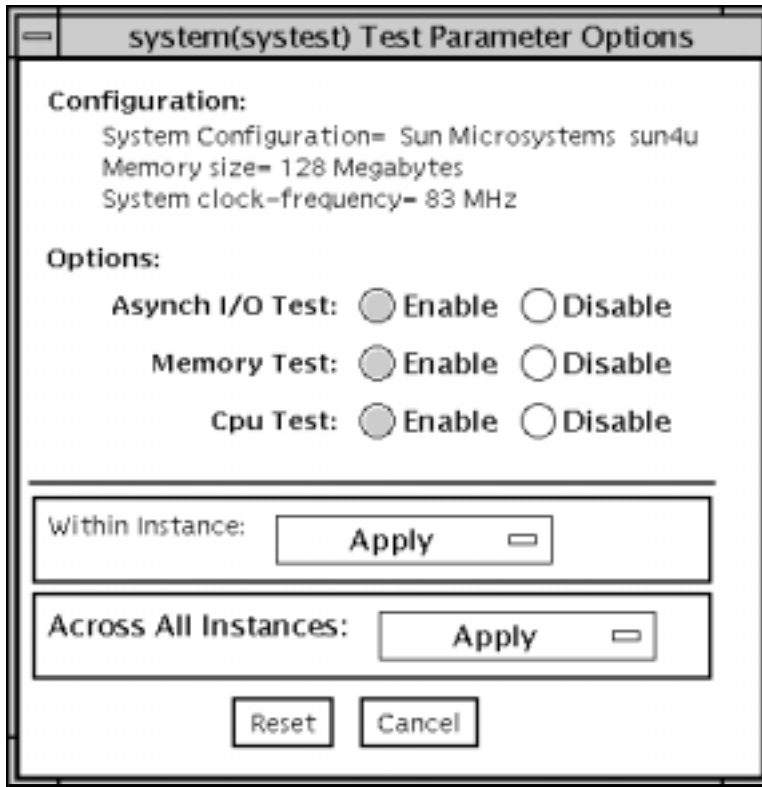 system(systest) Test Parameter Options
Configuration:
System Configuration= Sun Microsystems sun4u
Memory size= 128 Megabytes
System clock-frequency= 83 MHz
Options:
Asynch I/O Test: Enable Disable
Memory Test: Enable Disable
Cpu Test: Enable Disable
Within Instance: Apply
Across All Instances: Apply
Reset Cancel